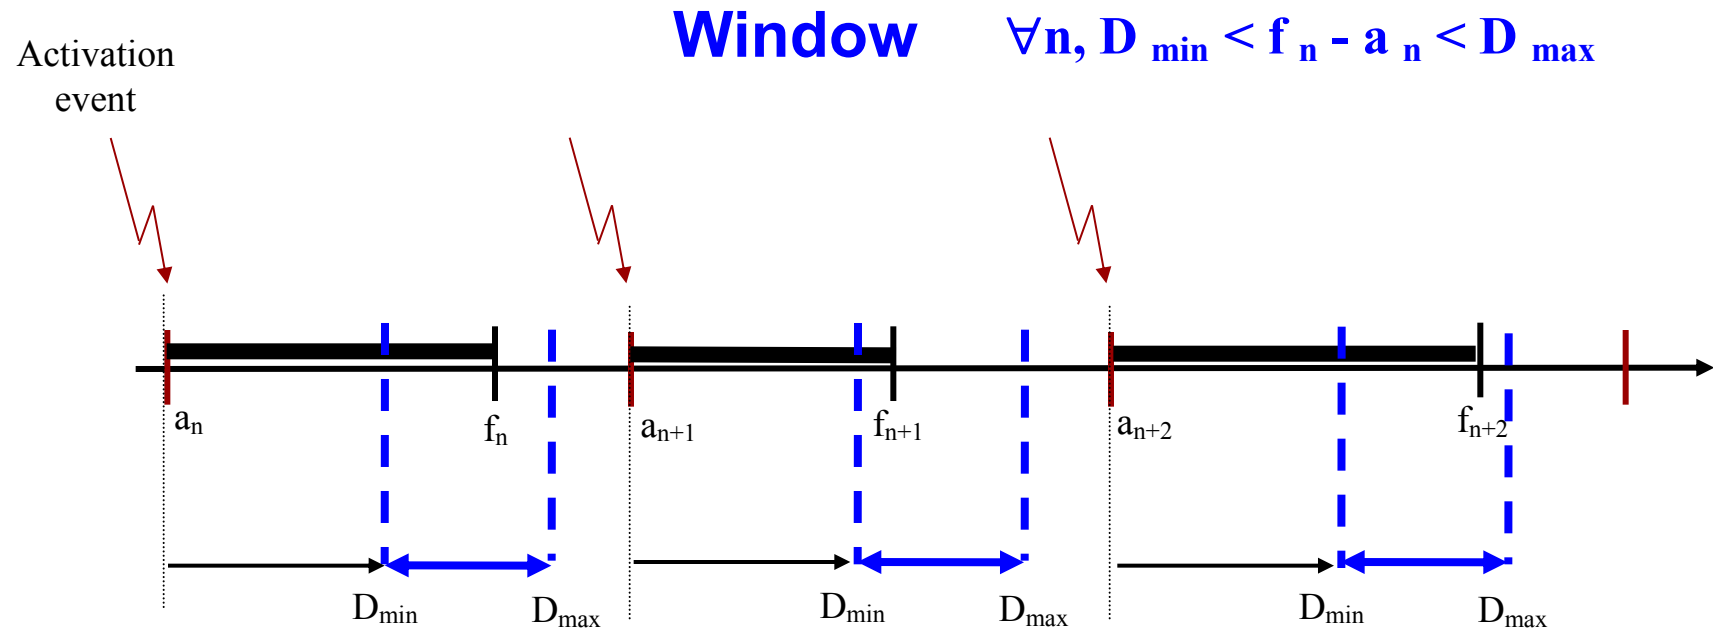 Window ∀n, D min < f n - a n < D max
Activation
event
an fn an+1 fn+1 an+2 fn+2
Dmin Dmax Dmin Dmax Dmin Dmax